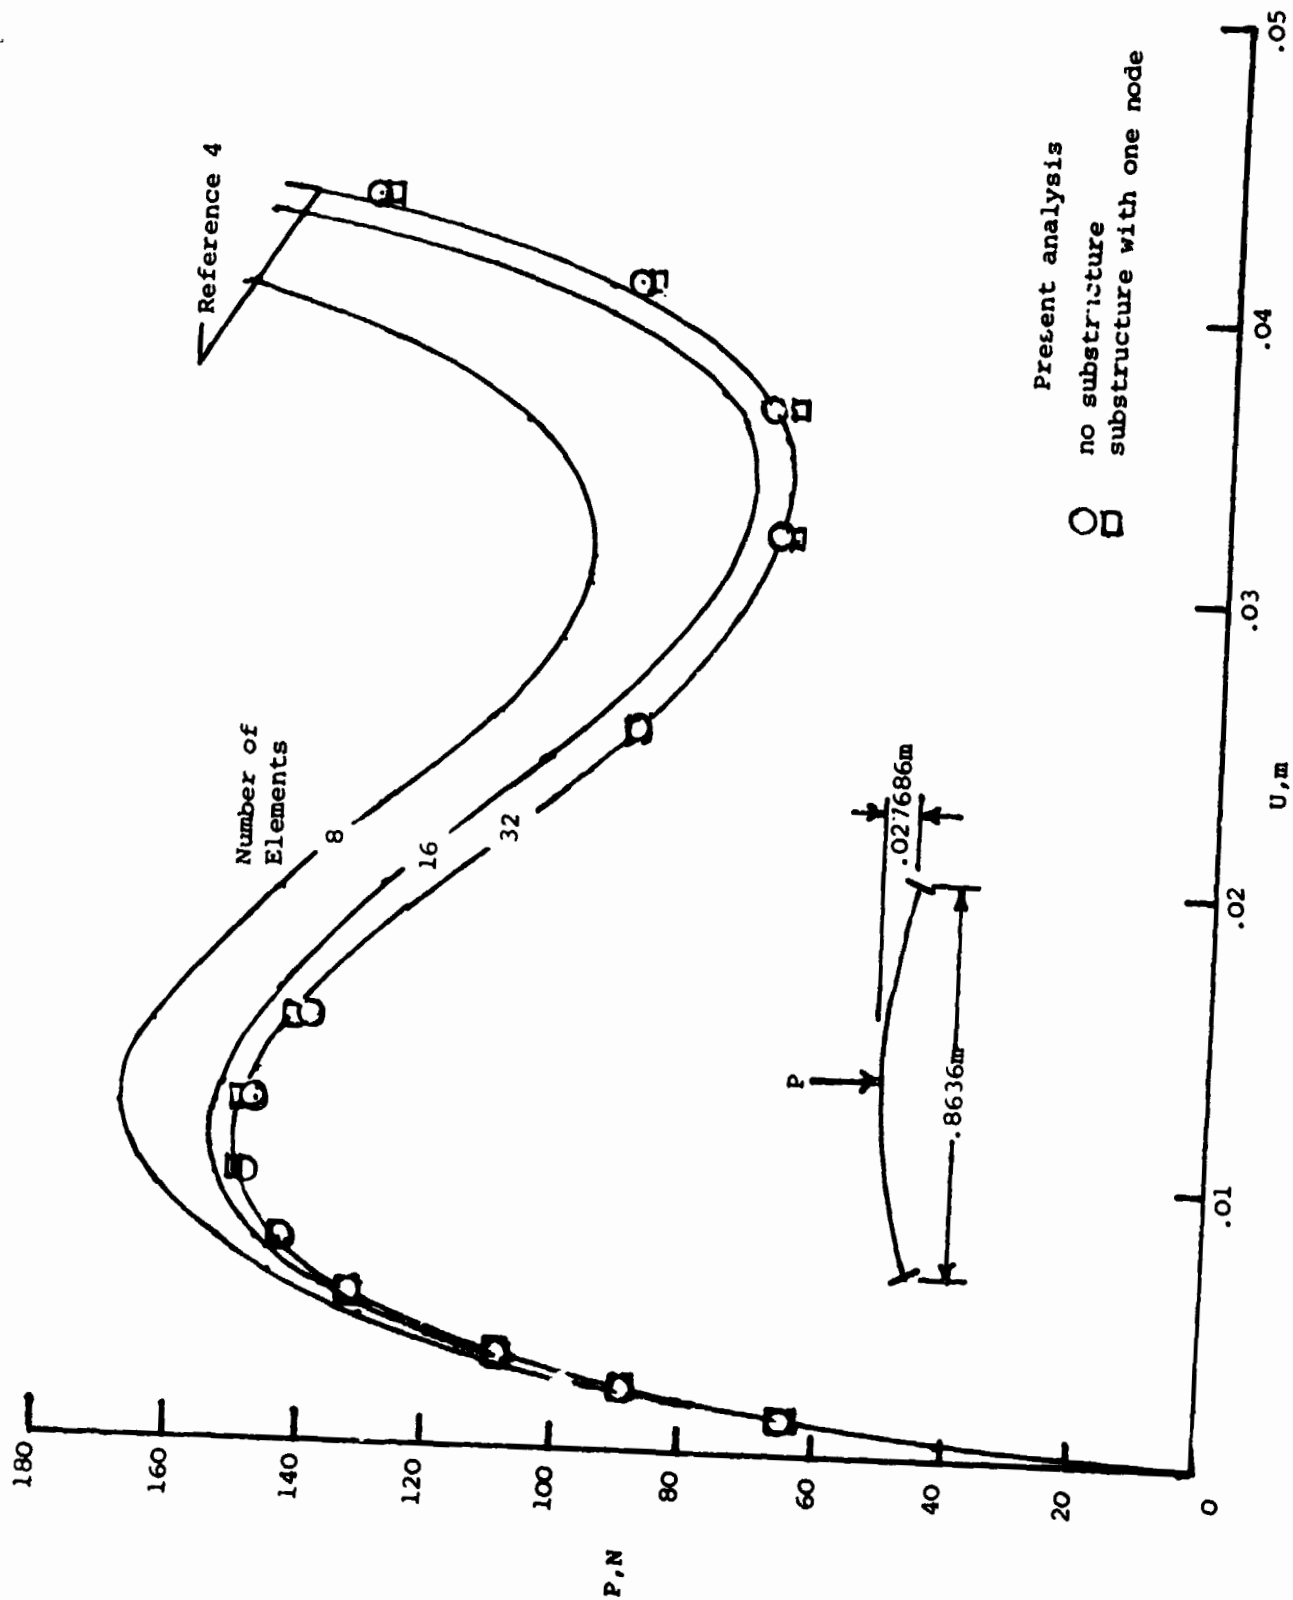 Reference 4
Number of
Elements
8
16
32
Present analysis
no substructure
substructure with one node
P
.027686m
.8636m
P,N
180
160
140
120
100
80
60
40
20
0
.01
.02
.03
.04
.05
U,m